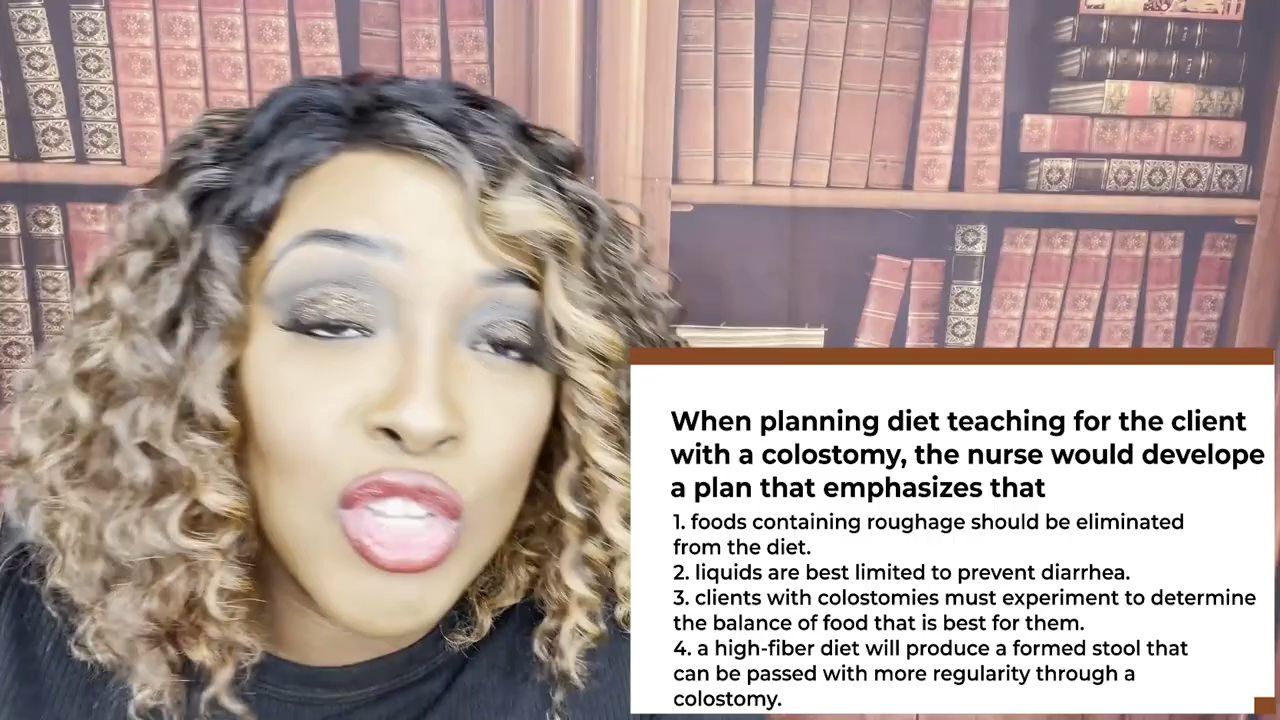 When planning diet teaching for the client
with a colostomy, the nurse would develope
a plan that emphasizes that
1. foods containing roughage should be eliminated
from the diet.
2. liquids are best limited to prevent diarrhea.
3. clients with colostomies must experiment to determine
the balance of food that is best for them.
4. a high-fiber diet will produce a formed stool that
can be passed with more regularity through a
colostomy.